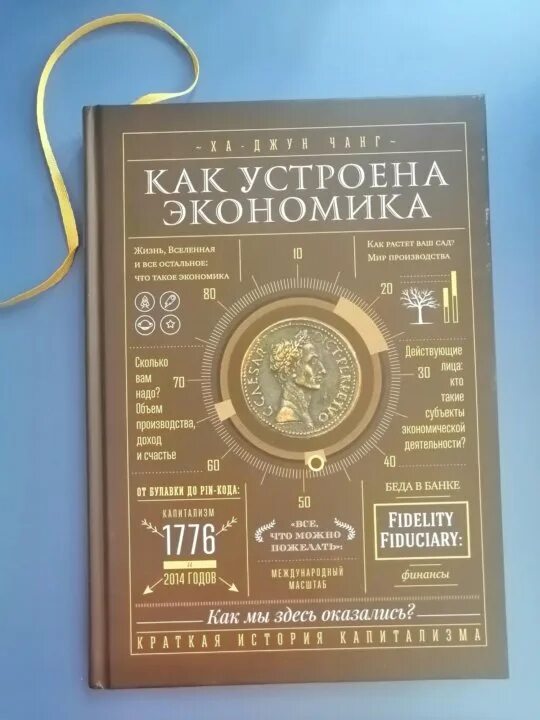 ~ ХА-ДЖУН ЧАНГ ~
КАК УСТРОЕНА
ЭКОНОМИКА
Жизнь, Вселенная
и все остальное:
что такое экономика
Как растет ваш сад?
Мир производства
10
20
30
40
50
60
70
80
CAESAR
DICT PERPETVO
Сколько
вам
надо?
Объем
производства,
доход
и счастье
Действующие
лица:
кто
такие
субъекты
экономической
деятельности?
ОТ БУЛАВКИ ДО PIN-КОДА:
КАПИТАЛИЗМ
1776
и
2014 ГОДОВ
«ВСЕ,
ЧТО МОЖНО
ПОЖЕЛАТЬ»:
МЕЖДУНАРОДНЫЙ
МАСШТАБ
БЕДА В БАНКЕ
FIDELITY
FIDUCIARY:
финансы
Как мы здесь оказались?
КРАТКАЯ ИСТОРИЯ КАПИТАЛИЗМА